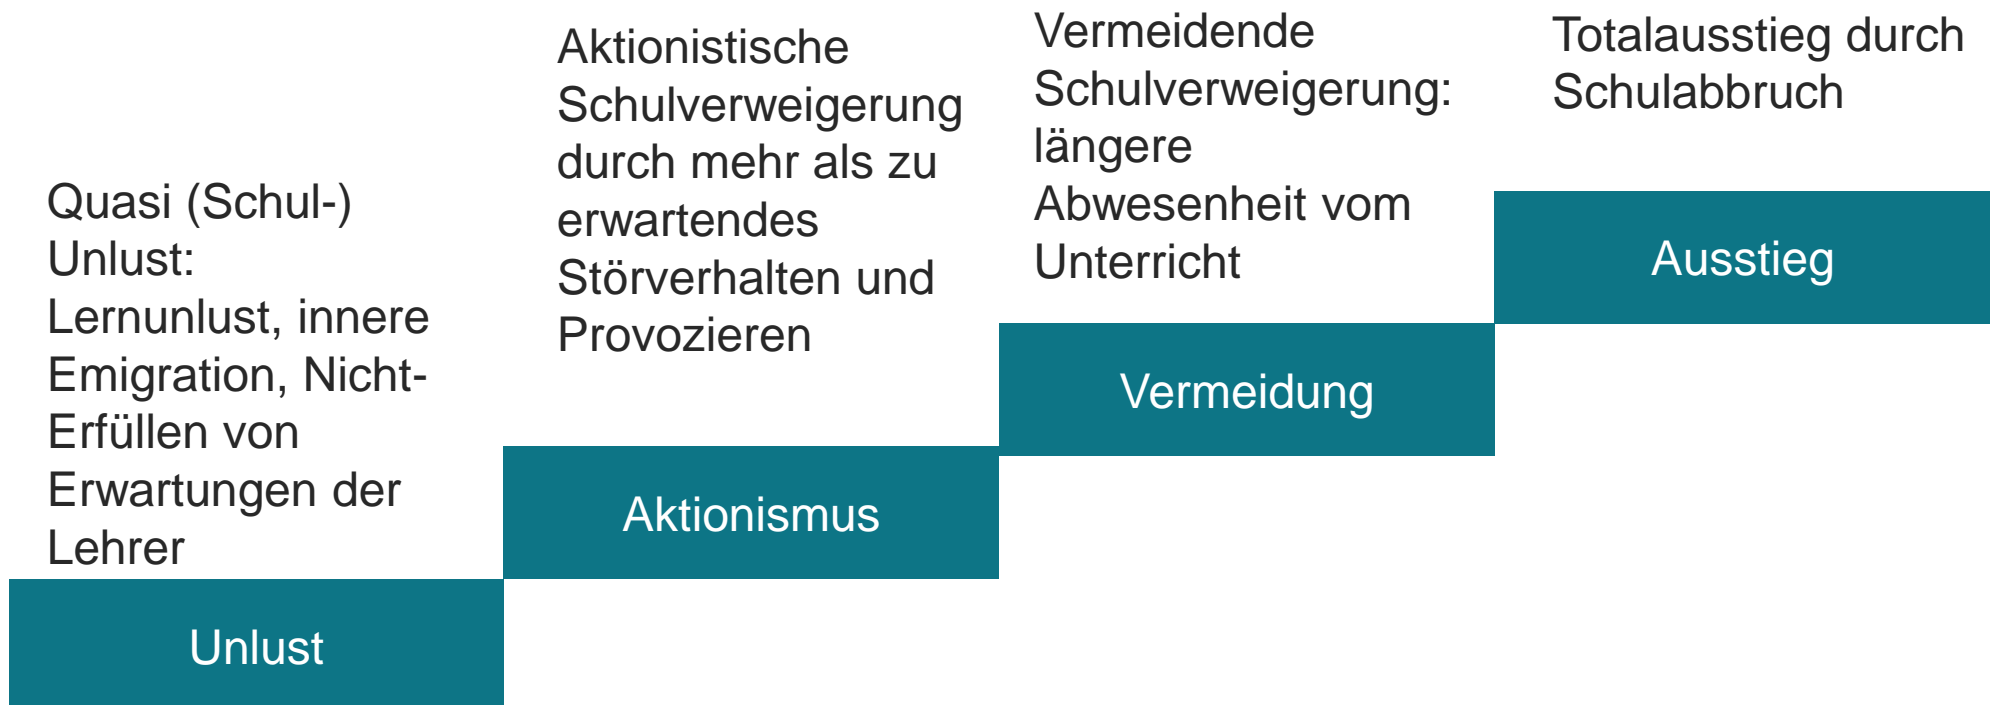 Quasi (Schul-)
Unlust:
Lernunlust, innere
Emigration, Nicht-
Erfüllen von
Erwartungen der
Lehrer
Unlust
Aktionistische
Schulverweigerung
durch mehr als zu
erwartendes
Störverhalten und
Provozieren
Aktionismus
Vermeidende
Schulverweigerung:
längere
Abwesenheit vom
Unterricht
Vermeidung
Totalausstieg durch
Schulabbruch
Ausstieg